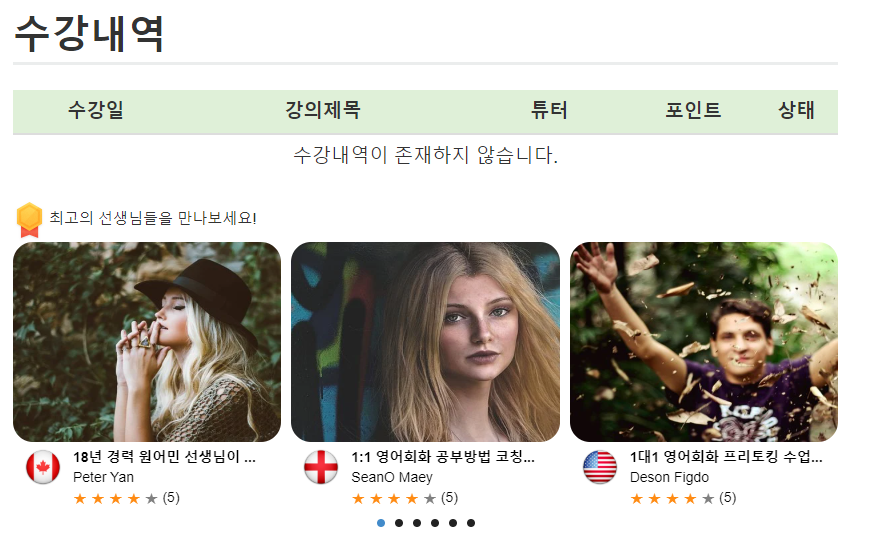 수강내역
수강일 강의제목 튜터 포인트 상태
수강내역이 존재하지 않습니다.
최고의 선생님들을 만나보세요!
18년 경력 원어민 선생님이 ...
Peter Yan
★ ★ ★ ★ ★ (5)
1:1 영어회화 공부방법 코칭...
SeanO Maey
★ ★ ★ ★ ★ (5)
1대1 영어회화 프리토킹 수업...
Deson Figdo
★ ★ ★ ★ ★ (5)